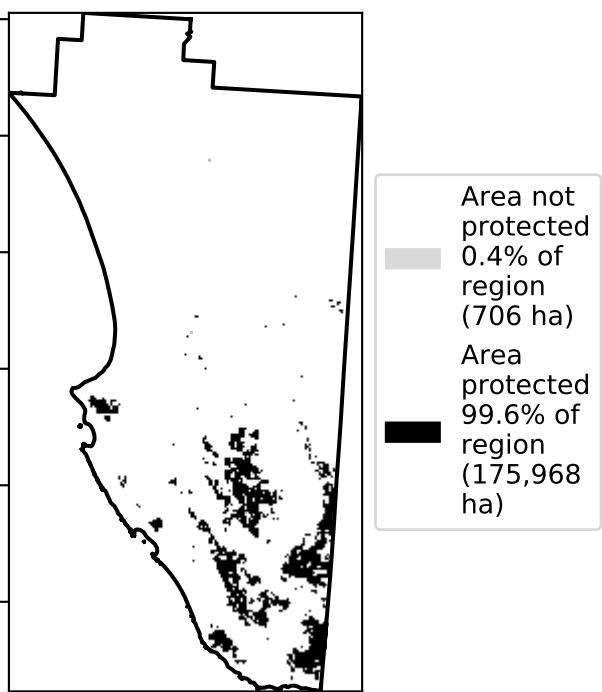 Area not
protected
0.4% of
region
(706 ha)
Area
protected
99.6% of
region
(175,968
ha)